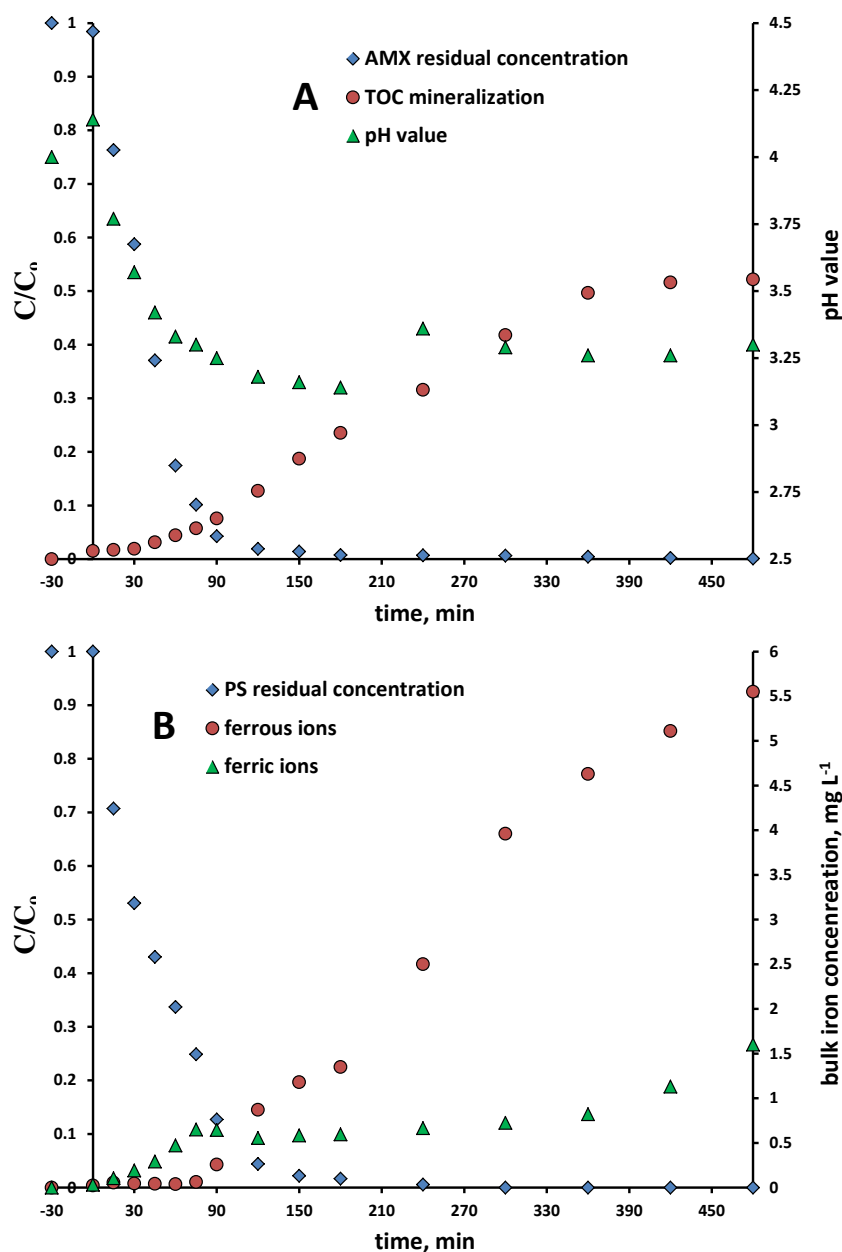 A
AMX residual concentration
TOC mineralization
pH value
1
0.9
0.8
0.7
0.6
0.5
0.4
0.3
0.2
0.1
0
C/C₀
4.5
4.25
4
3.75
3.5
3.25
3
2.75
2.5
pH value
-30 30 90 150 210 270 330 390 450
time, min
B
PS residual concentration
ferrous ions
ferric ions
1
0.9
0.8
0.7
0.6
0.5
0.4
0.3
0.2
0.1
0
C/C₀
6
5.5
5
4.5
4
3.5
3
2.5
2
1.5
1
0.5
0
bulk iron concenreation, mg L⁻¹
-30 30 90 150 210 270 330 390 450
time, min